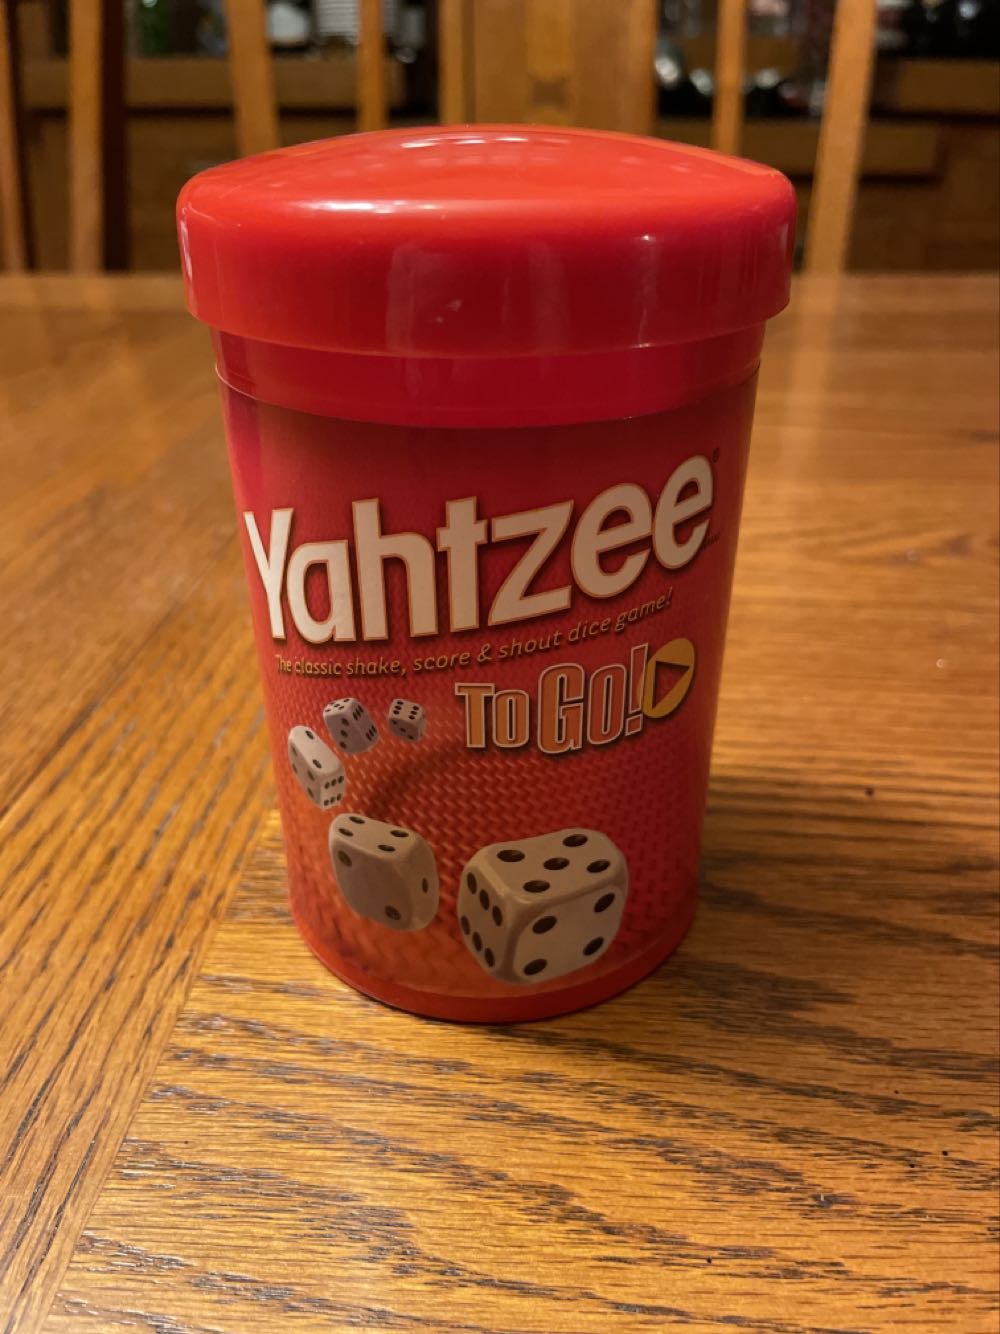 Yahtzee®
The classic shake, score & shout dice game!
To Go!